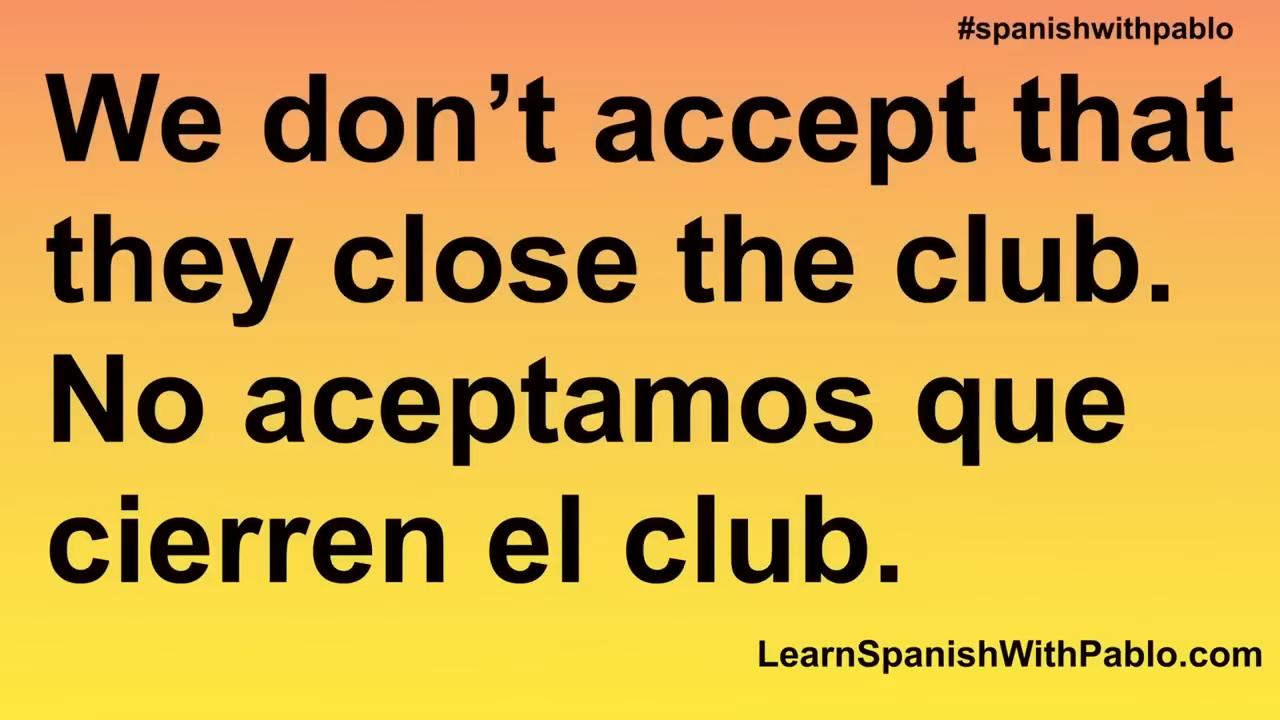 #spanishwithpablo
We don’t accept that
they close the club.
No aceptamos que
cierren el club.
LearnSpanishWithPablo.com